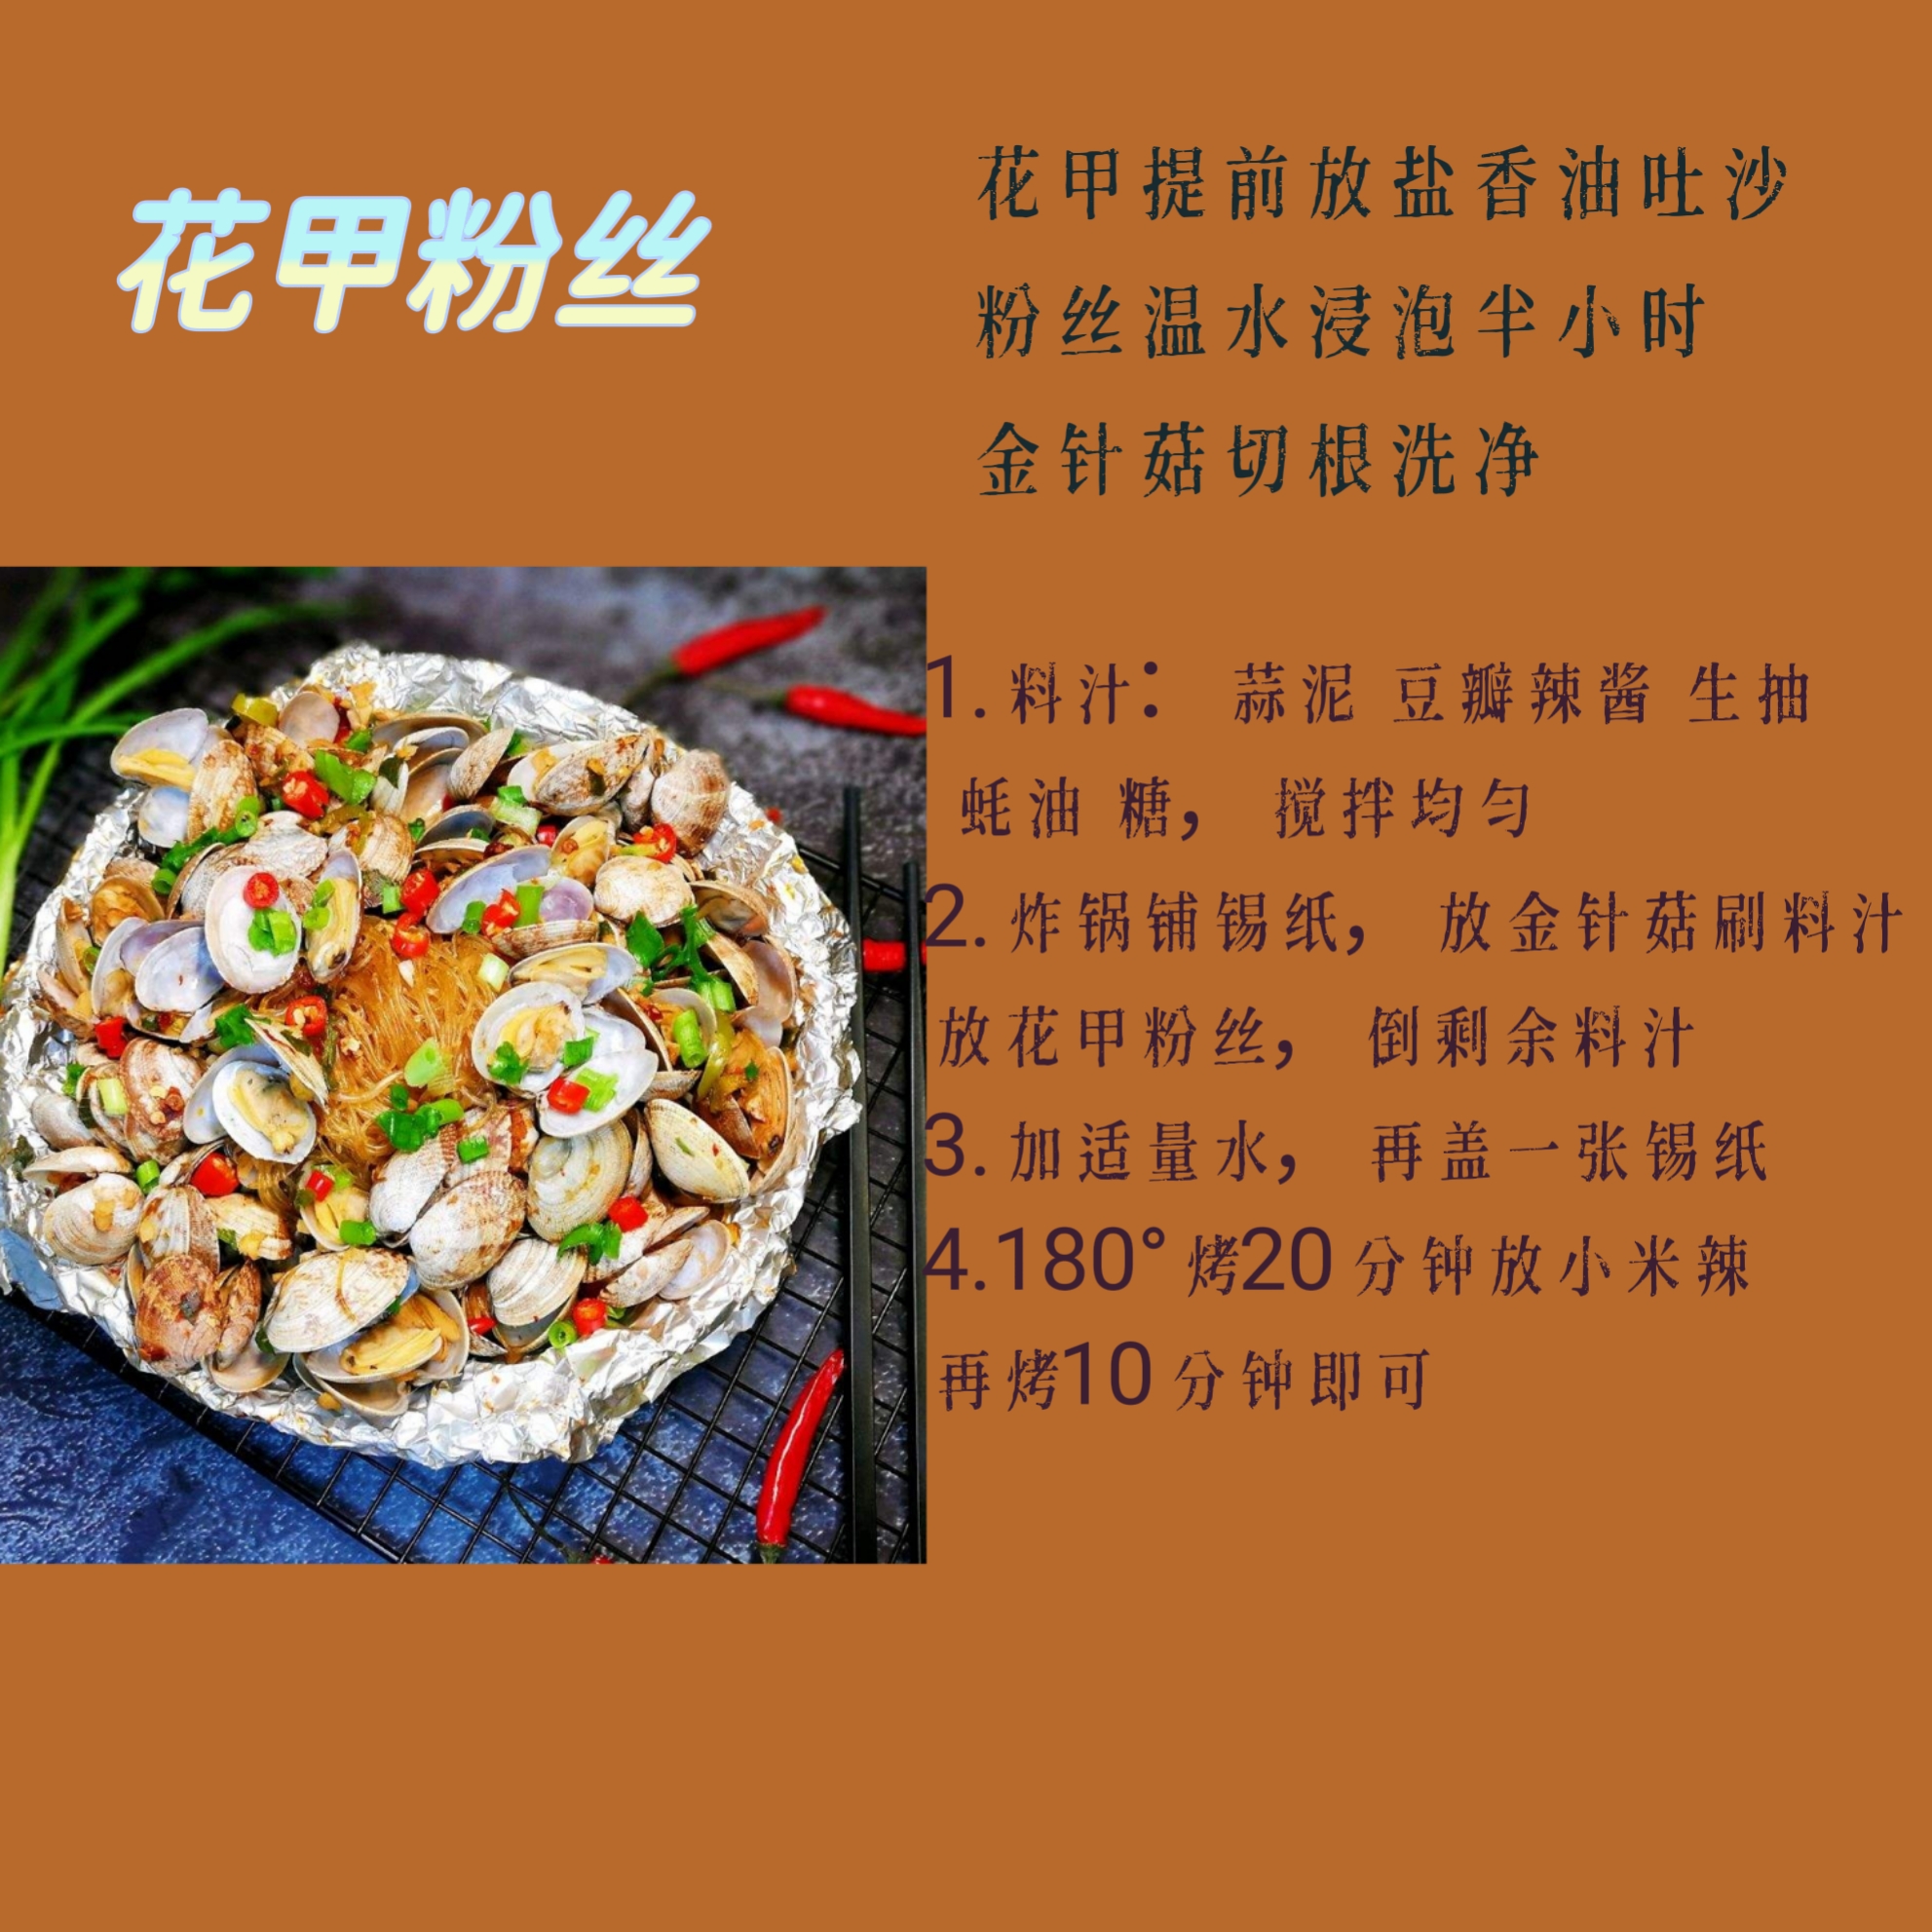 花甲粉丝
花甲提前放盐香油吐沙
粉丝温水浸泡半小时
金针菇切根洗净
1.料汁： 蒜泥 豆瓣辣酱 生抽
蚝油 糖， 搅拌均匀
2.炸锅铺锡纸， 放金针菇刷料汁
放花甲粉丝， 倒剩余料汁
3.加适量水， 再盖一张锡纸
4.180°烤20分钟放小米辣
再烤10分钟即可